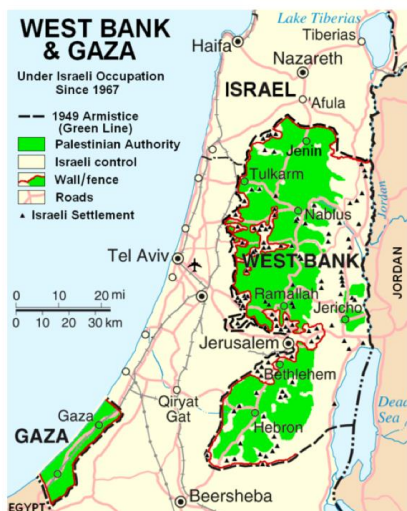 WEST BANK
& GAZA
Under Israeli Occupation
Since 1967
1949 Armistice
(Green Line)
Palestinian Authority
Israeli control
Wall/fence
Roads
Israeli Settlement
Lake Tiberias
Haifa
Tiberias
Nazareth
ISRAEL
'Afula
Jenin
Tulkarm
Nablus
Jordan
Tel Aviv
WEST BANK
JORDAN
0 10 20 mi
0 10 20 30 km
Ramallah
Jericho
Jerusalem
Bethlehem
Qiryat
Gat
Dead
Sea
Gaza
Hebron
GAZA
Beersheba
EGYPT